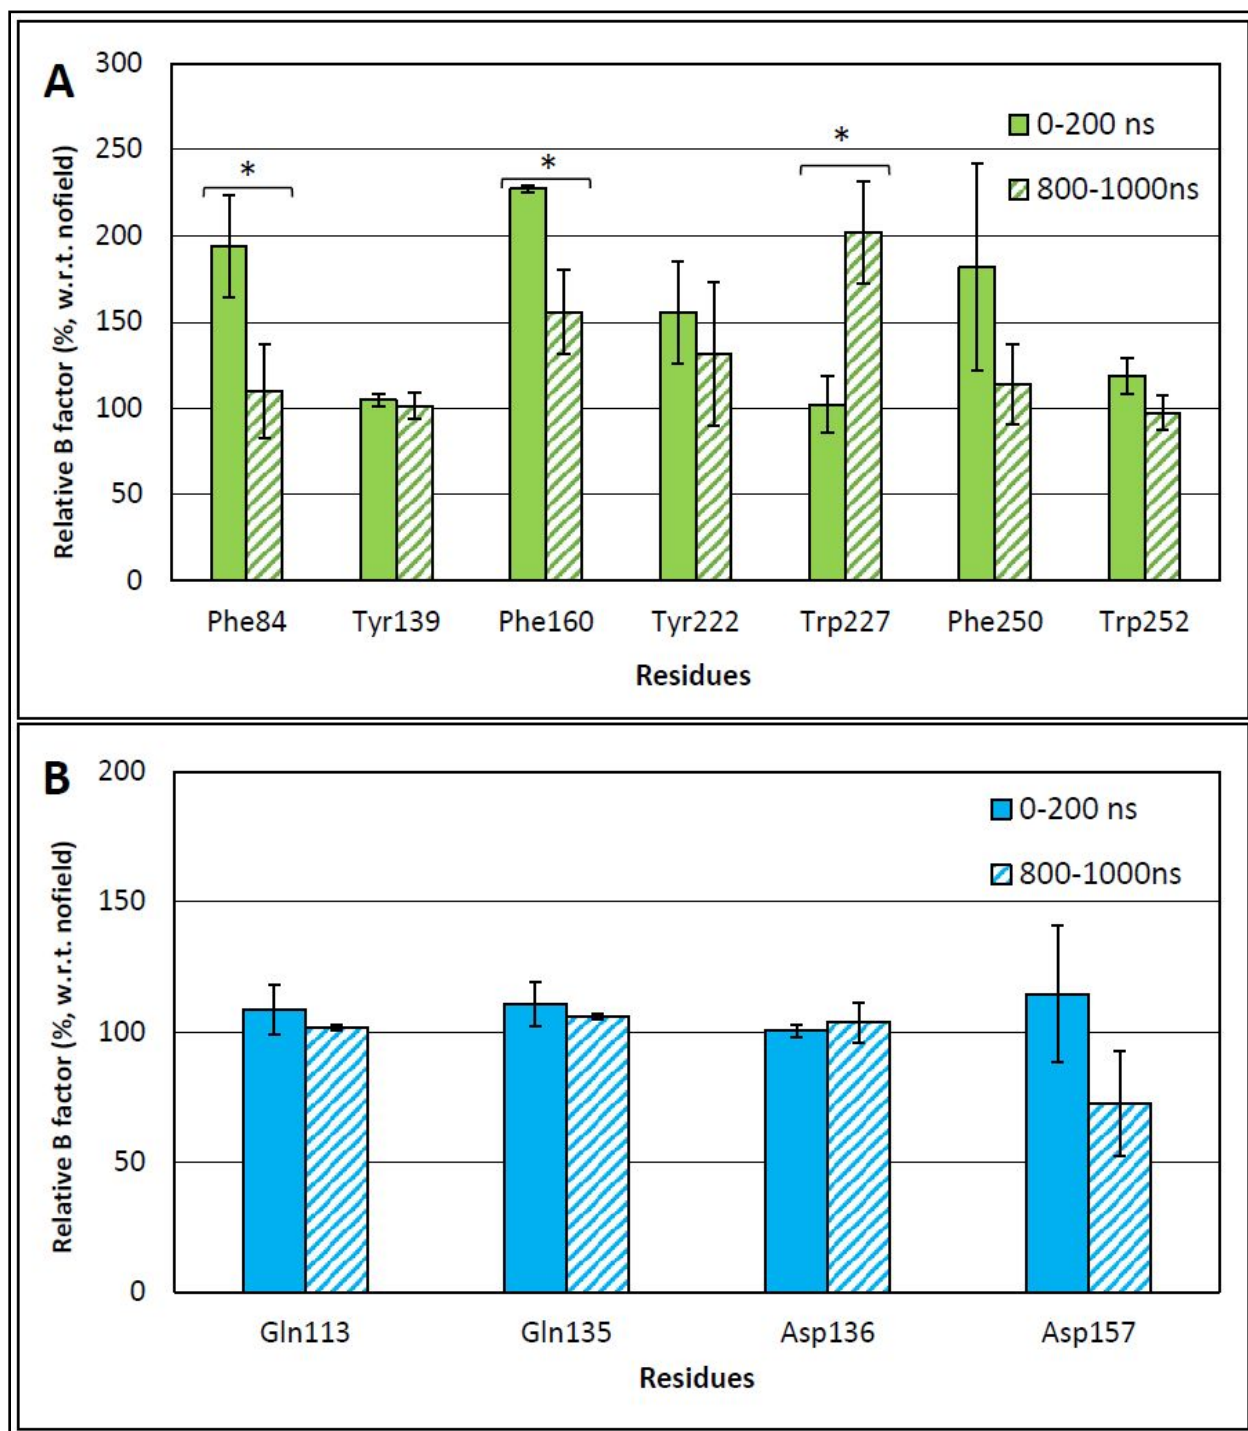 A
300
250
200
150
100
50
0
Relative B factor (%, w.r.t. nofield)
0-200 ns
800-1000ns
*
*
*
Phe84 Tyr139 Phe160 Tyr222 Trp227 Phe250 Trp252
Residues
B
200
150
100
50
0
Relative B factor (%, w.r.t. nofield)
0-200 ns
800-1000ns
Gln113 Gln135 Asp136 Asp157
Residues